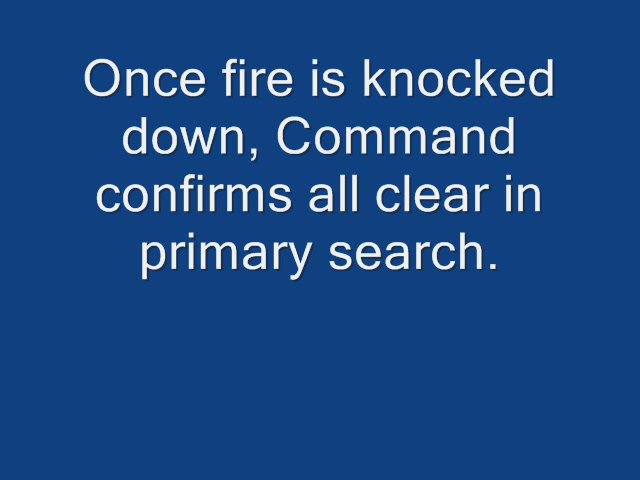 Once fire is knocked
down, Command
confirms all clear in
primary search.